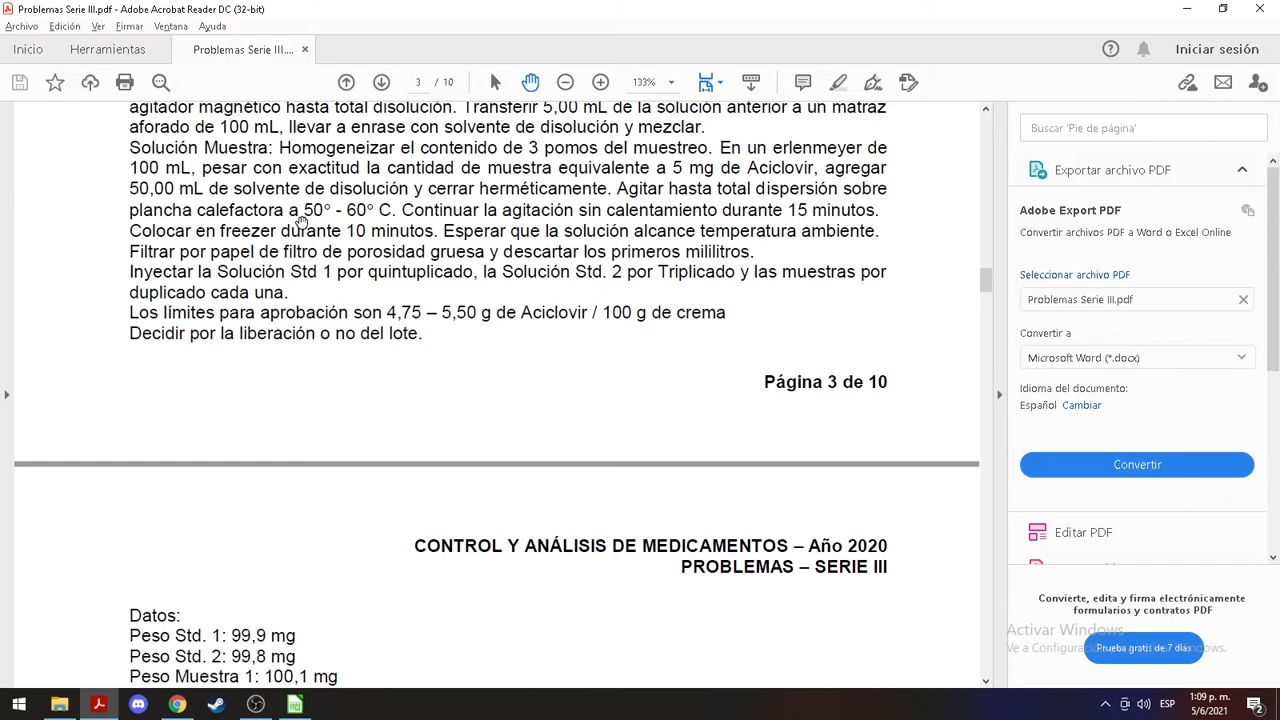 Problemas Serie III.pdf - Adobe Acrobat Reader DC (32-bit)
Archivo Edición Ver Firmar Ventana Ayuda
Inicio Herramientas Problemas Serie III.... × Iniciar sesión
3 / 10 133%
agitador magnético hasta total disolución. Transferir 5,00 mL de la solución anterior a un matraz
aforado de 100 mL, llevar a enrase con solvente de disolución y mezclar.
Solución Muestra: Homogeneizar el contenido de 3 pomos del muestreo. En un erlenmeyer de
100 mL, pesar con exactitud la cantidad de muestra equivalente a 5 mg de Aciclovir, agregar
50,00 mL de solvente de disolución y cerrar herméticamente. Agitar hasta total dispersión sobre
plancha calefactora a 50° - 60° C. Continuar la agitación sin calentamiento durante 15 minutos.
Colocar en freezer durante 10 minutos. Esperar que la solución alcance temperatura ambiente.
Filtrar por papel de filtro de porosidad gruesa y descartar los primeros mililitros.
Inyectar la Solución Std 1 por quintuplicado, la Solución Std. 2 por Triplicado y las muestras por
duplicado cada una.
Los límites para aprobación son 4,75 – 5,50 g de Aciclovir / 100 g de crema
Decidir por la liberación o no del lote.
Página 3 de 10
CONTROL Y ANÁLISIS DE MEDICAMENTOS – Año 2020
PROBLEMAS – SERIE III
Datos:
Peso Std. 1: 99,9 mg
Peso Std. 2: 99,8 mg
Peso Muestra 1: 100,1 mg
Buscar 'Pie de página'
Exportar archivo PDF
Adobe Export PDF
Convertir archivos PDF a Word o Excel Online
Seleccionar archivo PDF
Problemas Serie III.pdf
Convertir a
Microsoft Word (*.docx)
Idioma del documento:
Español Cambiar
Convertir
Editar PDF
Convierte, edita y firma electrónicamente
formularios y contratos PDF
Activar Windows
Prueba gratis de 7 días
ESP
1:09 p. m.
5/6/2021
2